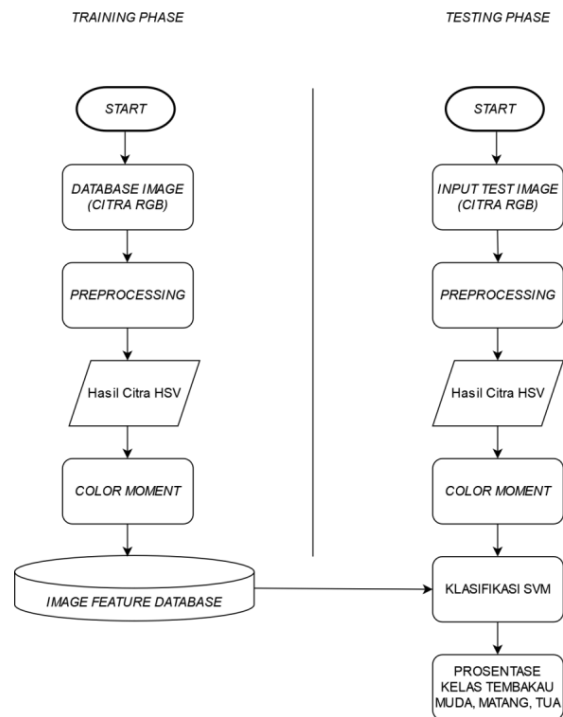 TRAINING PHASE
START
DATABASE IMAGE
(CITRA RGB)
PREPROCESSING
Hasil Citra HSV
COLOR MOMENT
IMAGE FEATURE DATABASE
TESTING PHASE
START
INPUT TEST IMAGE
(CITRA RGB)
PREPROCESSING
Hasil Citra HSV
COLOR MOMENT
KLASIFIKASI SVM
PROSENTASE
KELAS TEMBAKAU
MUDA, MATANG, TUA